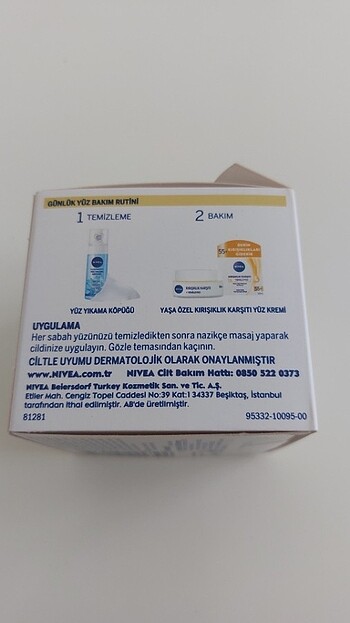 GÜNLÜK YÜZ BAKIM RUTİNİ
1 TEMİZLEME
2 BAKIM
NIVEA
NIVEA
NIVEA
YÜZ YIKAMA KÖPÜĞÜ
YAŞA ÖZEL KIRIŞIKLIK KARŞITI YÜZ KREMİ
UYGULAMA
Her sabah yüzünüzü temizledikten sonra nazikçe masaj yaparak
cildinize uygulayın. Gözle temasından kaçının.
CİLTLE UYUMU DERMATOLOJİK OLARAK ONAYLANMIŞTIR
www.NIVEA.com.tr NIVEA Cilt Bakım Hattı: 0850 522 0373
NIVEA Beiersdorf Turkey Kozmetik San. ve Tic. A.Ş.
Etiler Mah. Cengiz Topel Caddesi No:39 Kat:1 34337 Beşiktaş, İstanbul
tarafından ithal edilmiştir. AB'de üretilmiştir.
81281
95332-10095-00